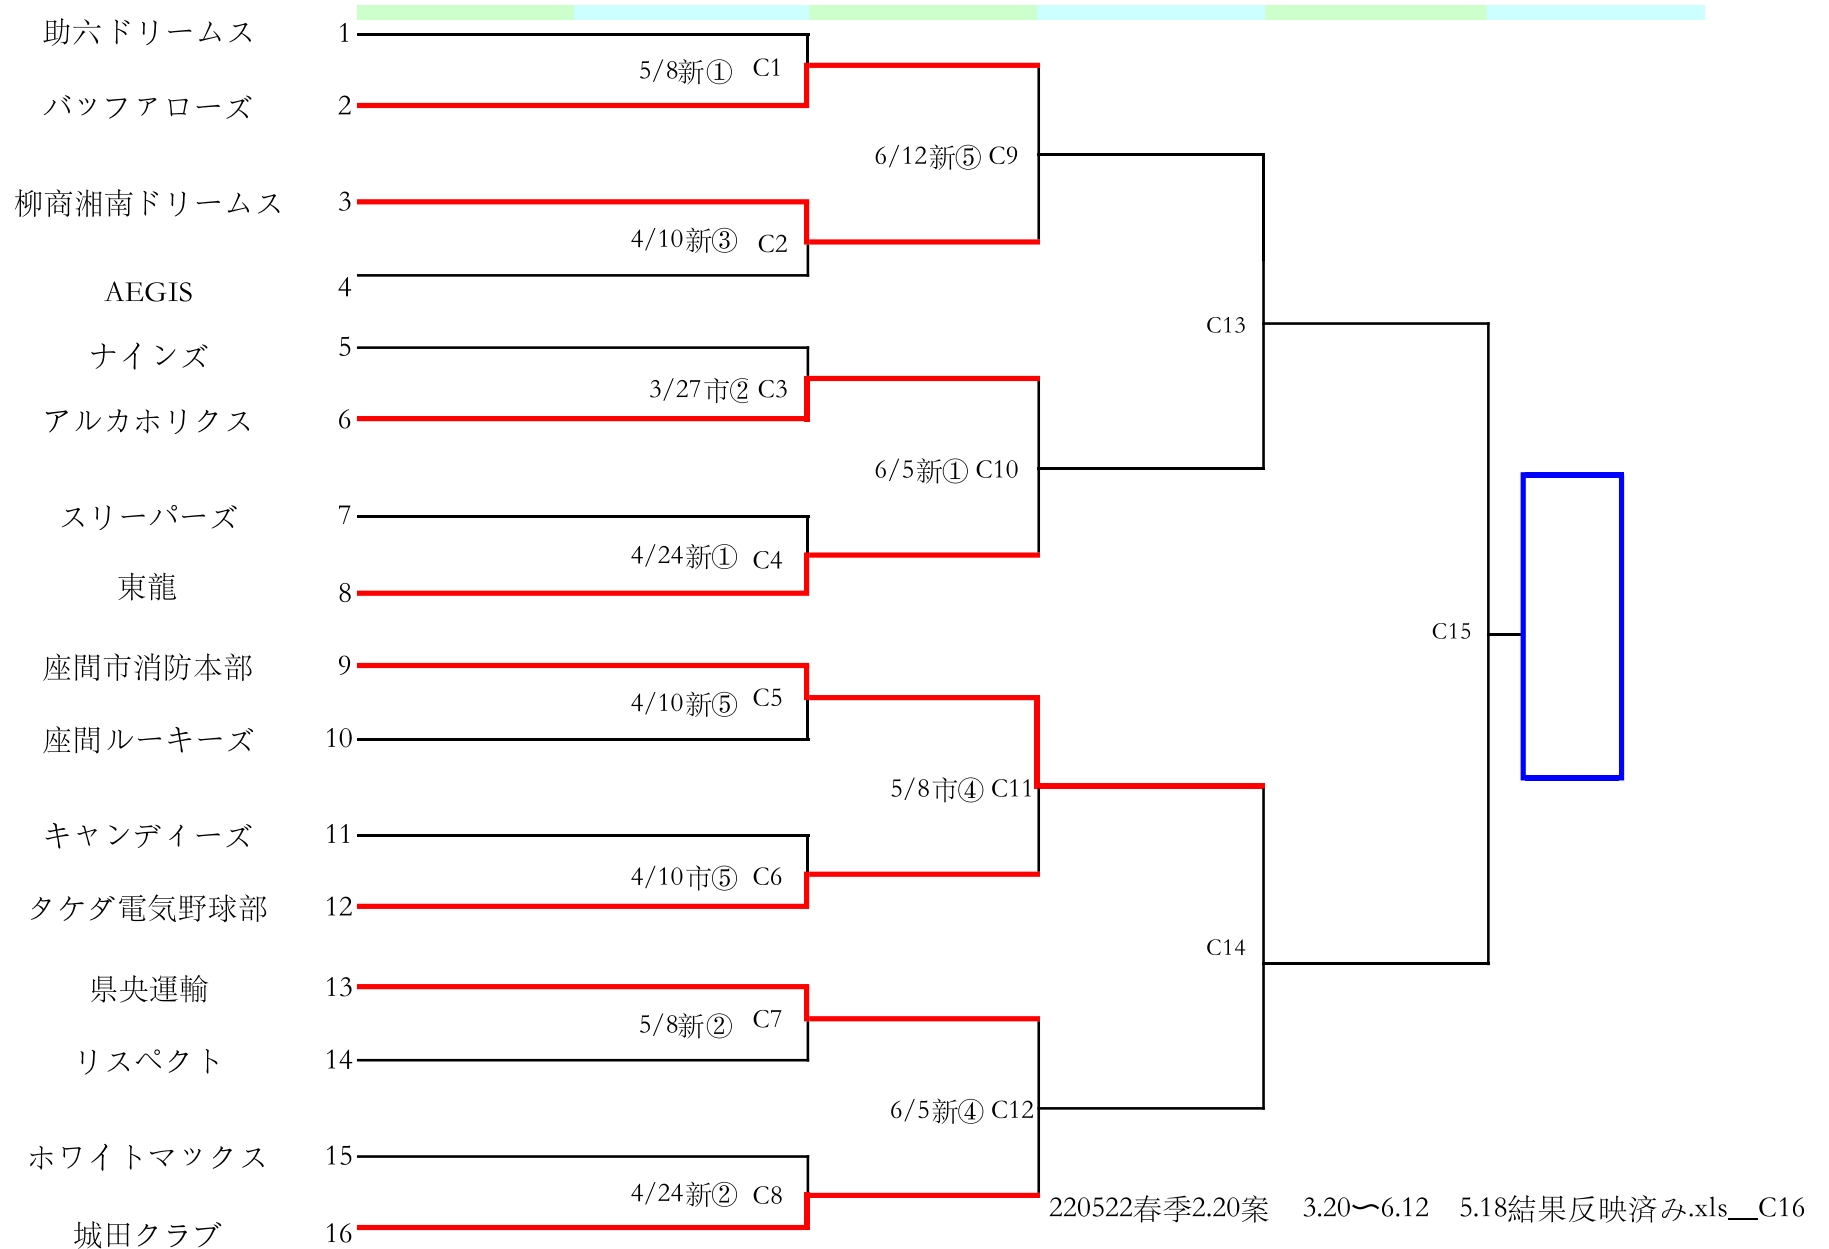 助六ドリームス 1
5/8新① C1
バッファローズ 2
6/12新⑤ C9
柳商湘南ドリームス 3
4/10新③ C2
AEGIS 4
C13
ナインズ 5
3/27市② C3
アルカホリクス 6
6/5新① C10
スリーパーズ 7
4/24新① C4
東龍 8
C15
座間市消防本部 9
4/10新⑤ C5
座間ルーキーズ 10
5/8市④ C11
キャンディーズ 11
4/10市⑤ C6
タケダ電気野球部 12
C14
県央運輸 13
5/8新② C7
リスペクト 14
6/5新④ C12
ホワイトマックス 15
4/24新② C8
城田クラブ 16
220522春季2.20案 3.20〜6.12 5.18結果反映済み.xls__C16